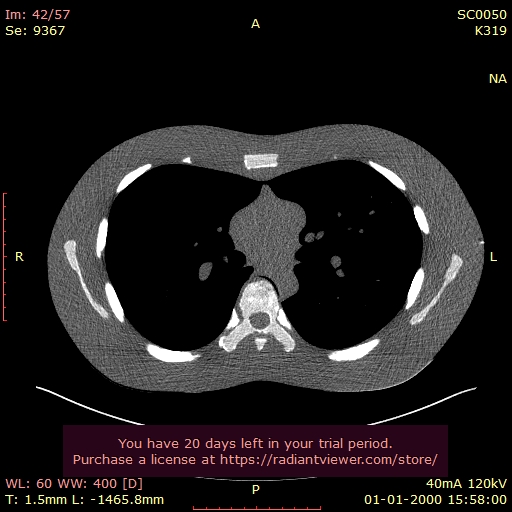 Im: 42/57
Se: 9367
A
SC0050
K319
NA
R
L
You have 20 days left in your trial period.
Purchase a license at https://radiantviewer.com/store/
WL: 60 WW: 400 [D]
T: 1.5mm L: -1465.8mm
P
40mA 120kV
01-01-2000 15:58:00